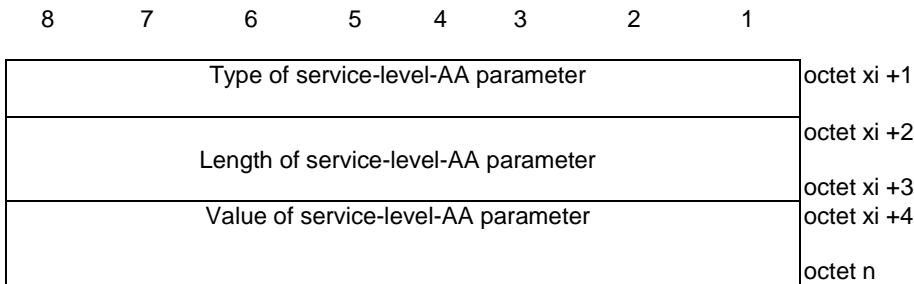 8 7 6 5 4 3 2 1
Type of service-level-AA parameter octet xi +1
octet xi +2
Length of service-level-AA parameter
octet xi +3
Value of service-level-AA parameter octet xi +4
octet n